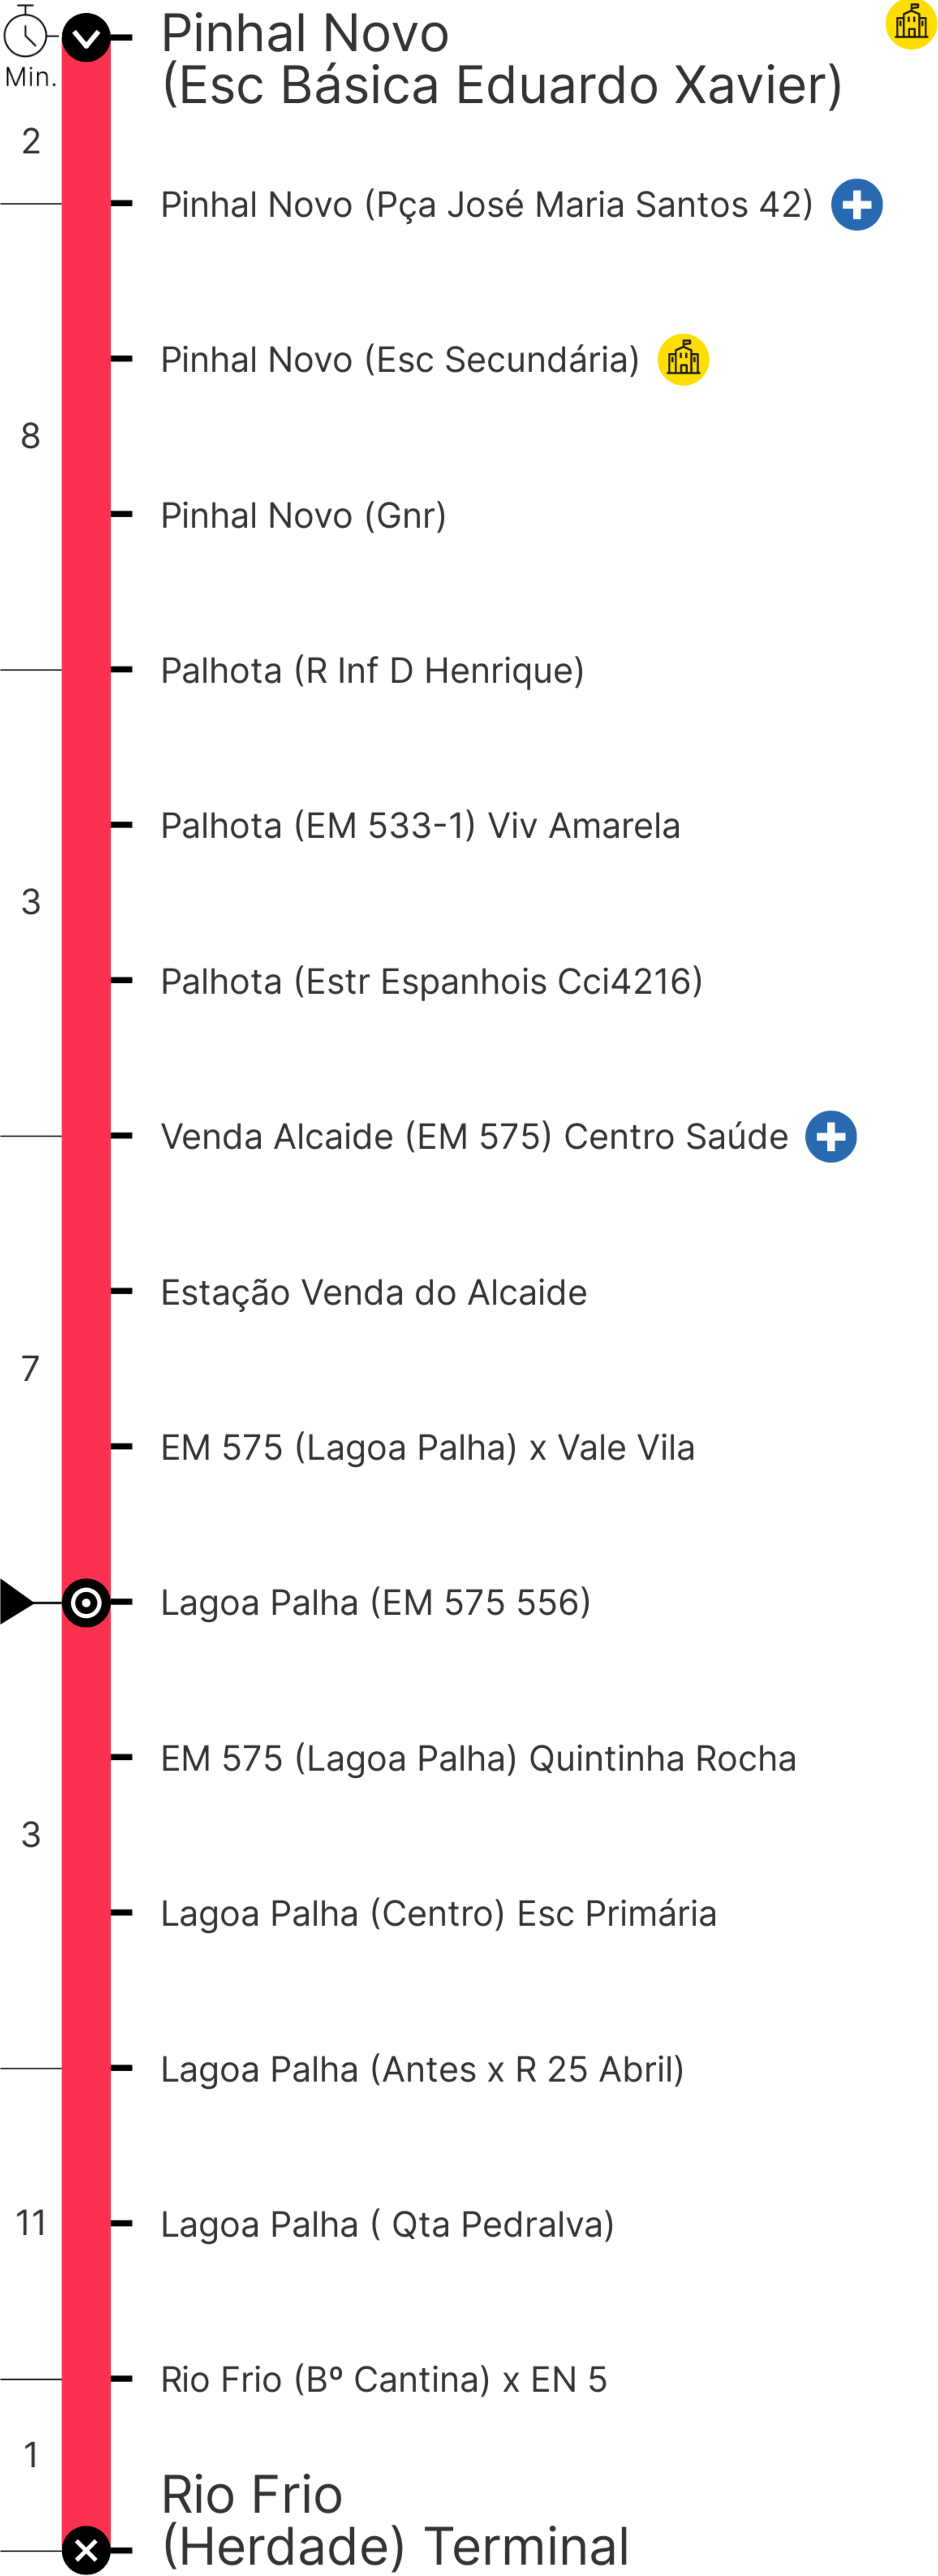 Pinhal Novo
(Esc Básica Eduardo Xavier)
Min.
2
Pinhal Novo (Pça José Maria Santos 42)
Pinhal Novo (Esc Secundária)
8
Pinhal Novo (Gnr)
Palhota (R Inf D Henrique)
Palhota (EM 533-1) Viv Amarela
3
Palhota (Estr Espanhois Cci4216)
Venda Alcaide (EM 575) Centro Saúde
Estação Venda do Alcaide
7
EM 575 (Lagoa Palha) x Vale Vila
Lagoa Palha (EM 575 556)
EM 575 (Lagoa Palha) Quintinha Rocha
3
Lagoa Palha (Centro) Esc Primária
Lagoa Palha (Antes x R 25 Abril)
11
Lagoa Palha ( Qta Pedralva)
Rio Frio (Bº Cantina) x EN 5
1
Rio Frio
(Herdade) Terminal